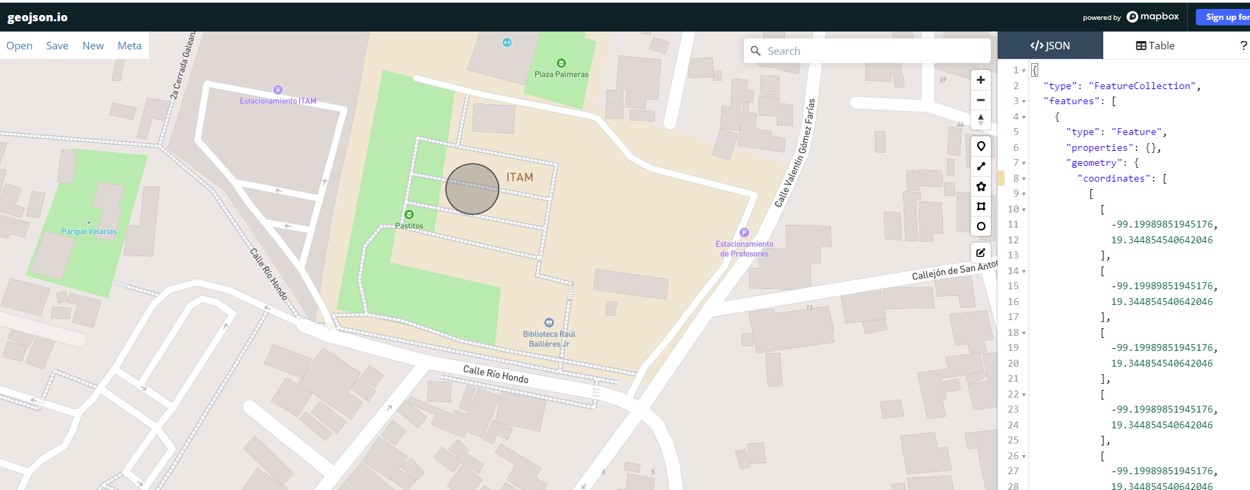 geojson.io
powered by mapbox
Sign up for
Open Save New Meta
Search
2a Cerrada Galeana
Estacionamiento ITAM
Plaza Palmeras
ITAM
Pastitos
Parque Velarias
Calle Río Hondo
Calle Valentín Gómez Farías
Estacionamiento
de Profesores
Callejón de San Anton
Biblioteca Raúl
Baillères Jr
Calle Río Hondo
73
69
44
6
5
</>JSON
Table
?
1 {
2 "type": "FeatureCollection",
3 "features": [
4 {
5 "type": "Feature",
6 "properties": {},
7 "geometry": {
8 "coordinates": [
9 [
10 [
11 -99.19989851945176,
12 19.344854540642046
13 ],
14 [
15 -99.19989851945176,
16 19.344854540642046
17 ],
18 [
19 -99.19989851945176,
20 19.344854540642046
21 ],
22 [
23 -99.19989851945176,
24 19.344854540642046
25 ],
26 [
27 -99.19989851945176,
28 19.344854540642046